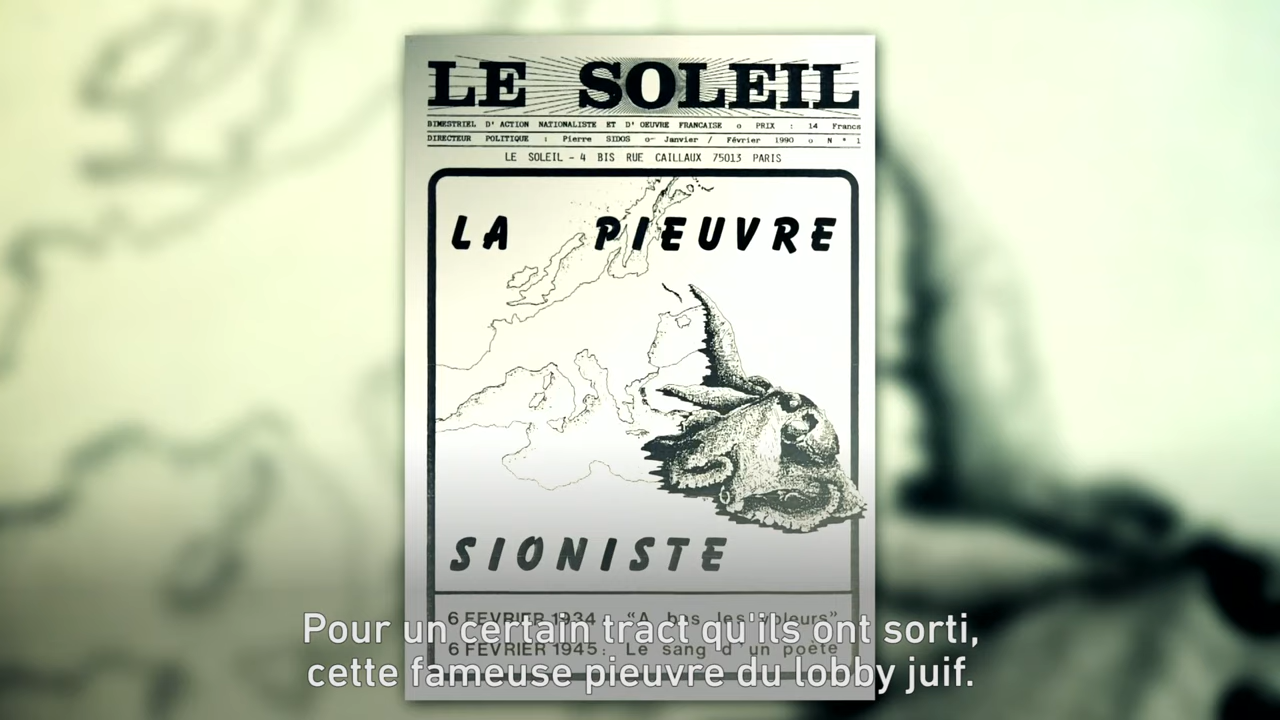 LE SOLEIL
BIMESTRIEL D'ACTION NATIONALISTE ET D'OEUVRE FRANCAISE o PRIX : 14 Francs
DIRECTEUR POLITIQUE : Pierre SIDOS o Janvier / Février 1990 o N° 1
LE SOLEIL - 4 BIS RUE CAILLAUX 75013 PARIS
LA PIEUVRE
SIONISTE
6 FEVRIER 1934 : "A bas les voleurs"
6 FEVRIER 1945: Le sang d'un poète
Pour un certain tract qu'ils ont sorti,
cette fameuse pieuvre du lobby juif.